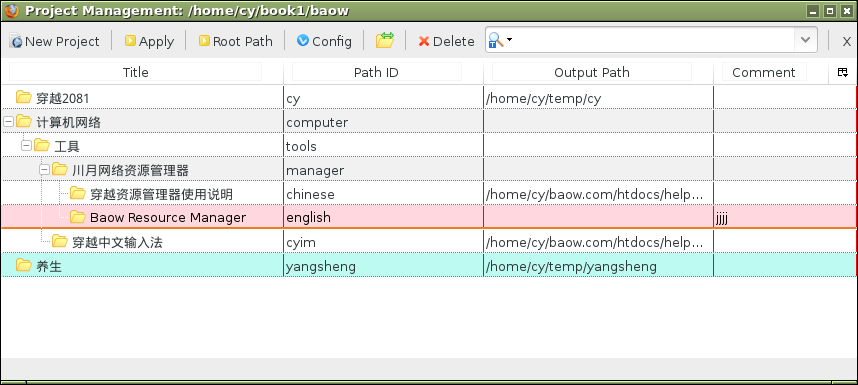 Project Management: /home/cy/book1/baow
New Project Apply Root Path Config Delete X
Title Path ID Output Path Comment
穿越2081 cy /home/cy/temp/cy
计算机网络 computer
工具 tools
川月网络资源管理器 manager
穿越资源管理器使用说明 chinese /home/cy/baow.com/htdocs/help...
Baow Resource Manager english jjjj
穿越中文输入法 cyim /home/cy/baow.com/htdocs/help...
养生 yangsheng /home/cy/temp/yangsheng